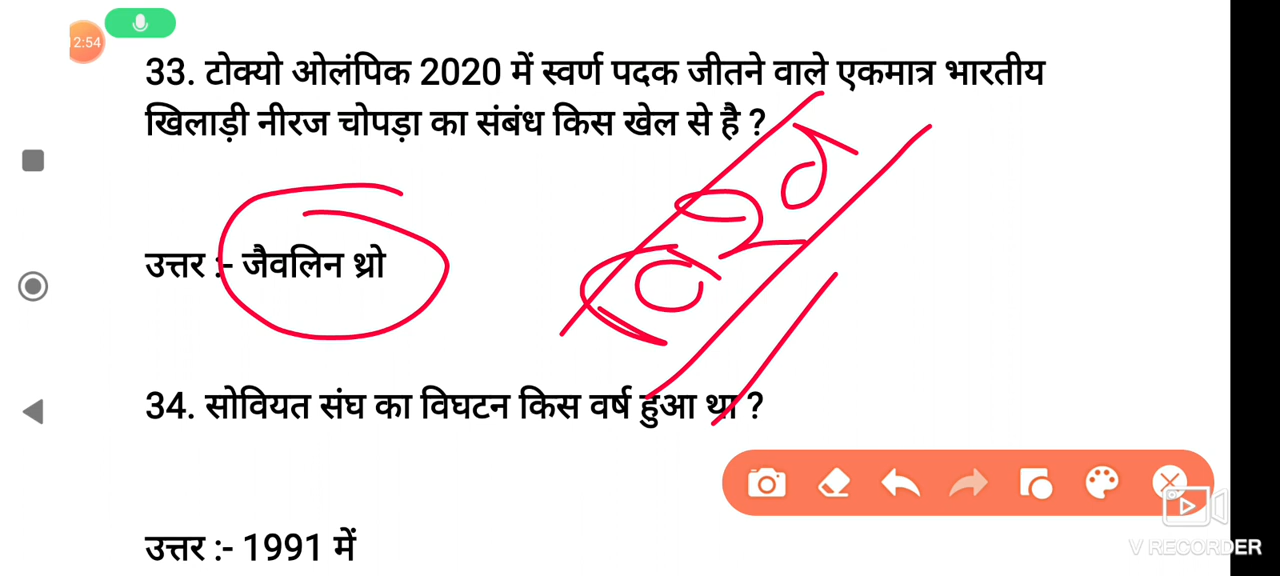 2:54
33. टोक्यो ओलंपिक 2020 में स्वर्ण पदक जीतने वाले एकमात्र भारतीय
खिलाड़ी नीरज चोपड़ा का संबंध किस खेल से है ?
उत्तर :- जैवलिन थ्रो
34. सोवियत संघ का विघटन किस वर्ष हुआ था ?
उत्तर :- 1991 में
V RECORDER